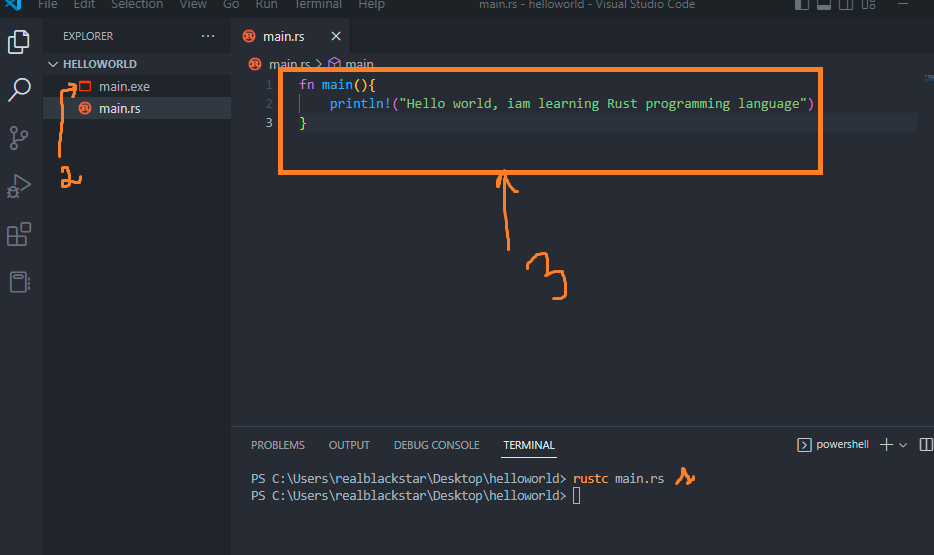 File Edit Selection View Go Run Terminal Help main.rs - helloworld - Visual Studio Code
EXPLORER ...
main.rs ×
HELLOWORLD
main.exe
main.rs
main.rs > main
1 fn main(){
2 println!("Hello world, iam learning Rust programming language")
3 }
2
3
PROBLEMS OUTPUT DEBUG CONSOLE TERMINAL
powershell
PS C:\Users\realblackstar\Desktop\helloworld> rustc main.rs
PS C:\Users\realblackstar\Desktop\helloworld>